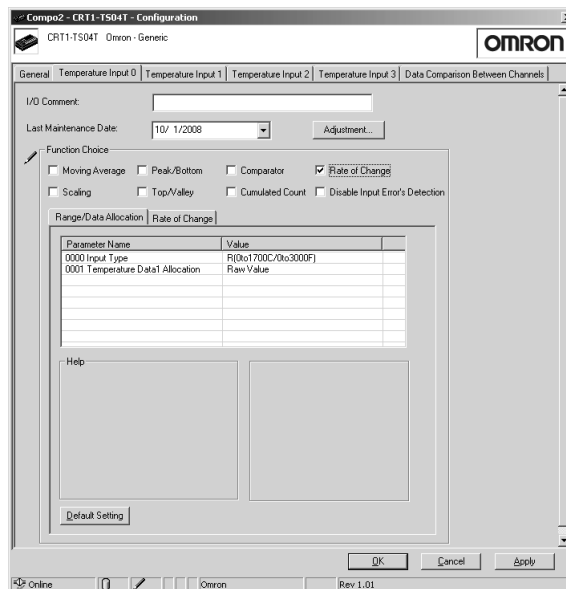 Compo2 - CRT1-TS04T - Configuration
CRT1-TS04T Omron - Generic
OMRON
General Temperature Input 0 Temperature Input 1 Temperature Input 2 Temperature Input 3 Data Comparison Between Channels
I/O Comment:
Last Maintenance Date: 10/ 1/2008 Adjustment...
Function Choice
Moving Average Peak/Bottom Comparator Rate of Change
Scaling Top/Valley Cumulated Count Disable Input Error's Detection
Range/Data Allocation Rate of Change
Parameter Name Value
0000 Input Type R(0to1700C/0to3000F)
0001 Temperature Data1 Allocation Raw Value
Help
Default Setting
OK Cancel Apply
Online Omron Rev 1.01